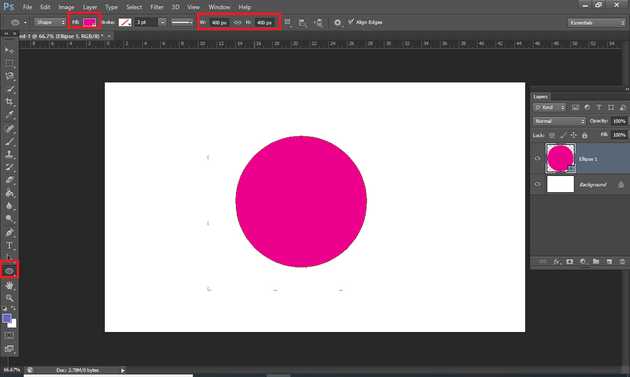 Ps File Edit Image Layer Type Select Filter 3D View Window Help
Shape Fill: Stroke: 3 pt W: 400 px H: 400 px Align Edges Essentials
ed-1 @ 66.7% (Ellipse 1, RGB/8) *
Layers
Kind
Normal Opacity: 100%
Lock: Fill: 100%
Ellipse 1
Background
66.67% Doc: 2.78M/0 bytes